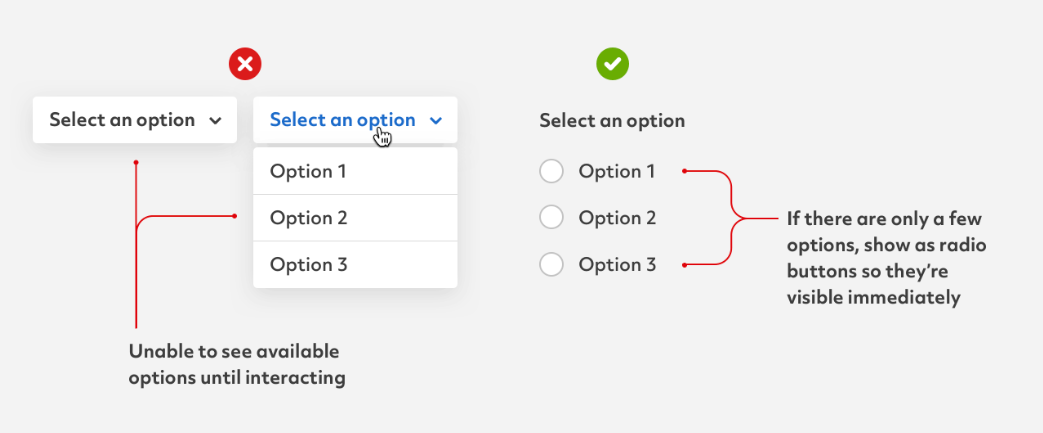 Select an option
Select an option
Option 1
Option 2
Option 3
Unable to see available
options until interacting
Select an option
Option 1
Option 2
Option 3
If there are only a few
options, show as radio
buttons so they’re
visible immediately